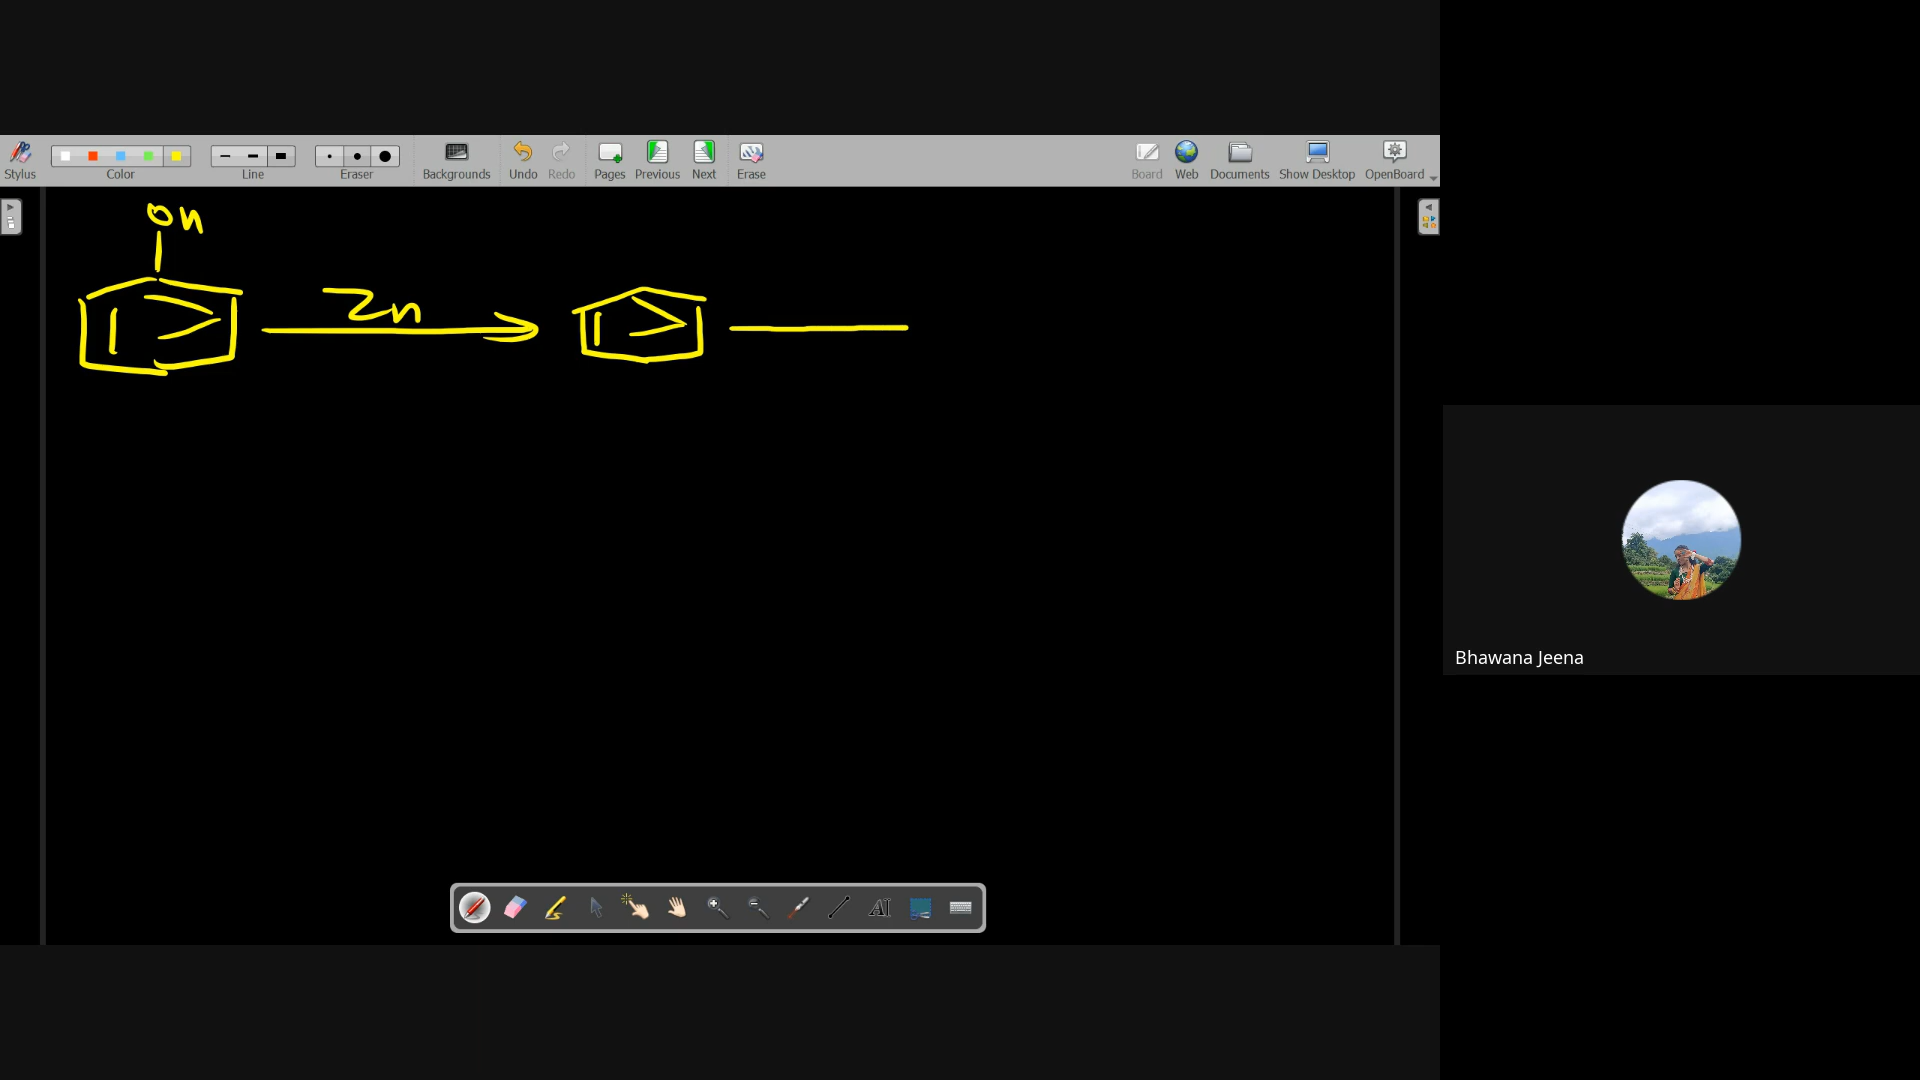 Stylus Color Line Eraser Backgrounds Undo Redo Pages Previous Next Erase Board Web Documents Show Desktop OpenBoard
OH
Zn
Bhawana Jeena
AI